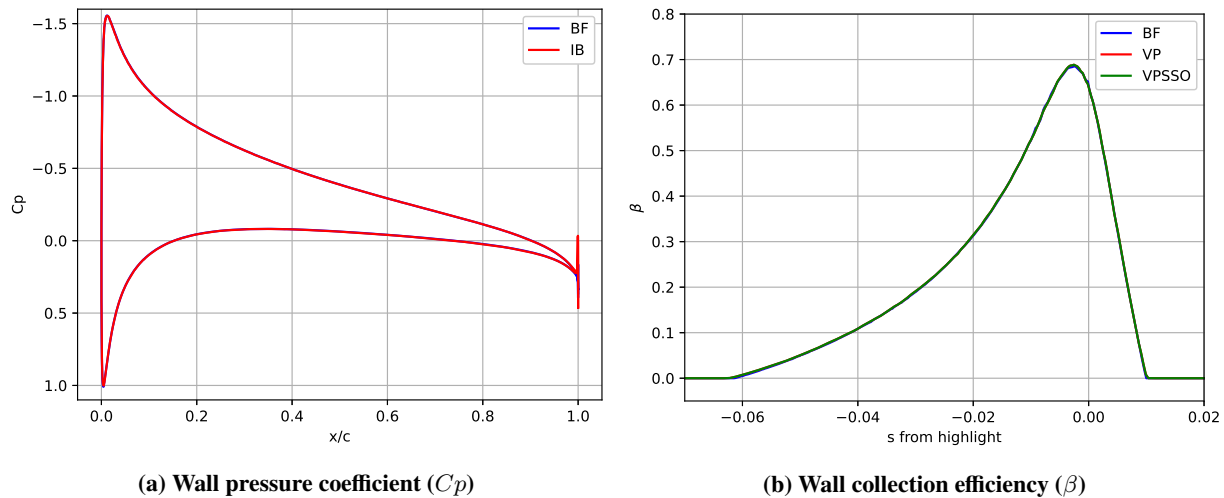 −1.5
−1.0
−0.5
0.0
0.5
1.0
Cp
0.0 0.2 0.4 0.6 0.8 1.0
x/c
BF
IB
(a) Wall pressure coefficient (Cp)
0.8
0.7
0.6
0.5
0.4
0.3
0.2
0.1
0.0
β
−0.06 −0.04 −0.02 0.00 0.02
s from highlight
BF
VP
VPSSO
(b) Wall collection efficiency (β)